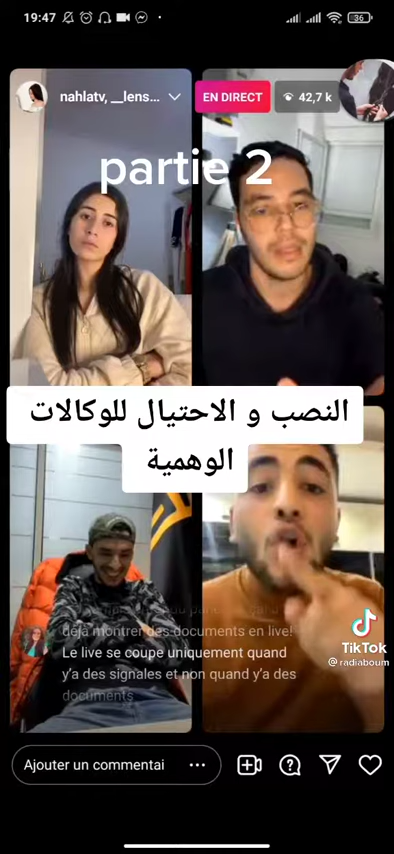 19:47
36
nahlatv, __lens...
EN DIRECT
42,7 k
partie 2
النصب و الاحتيال للوكالات
الوهمية
déjà montrer des documents en live!
Le live se coupe uniquement quand
y'a des signales et non quand y'a des
documents
TikTok
@radiaboum
Ajouter un commentai